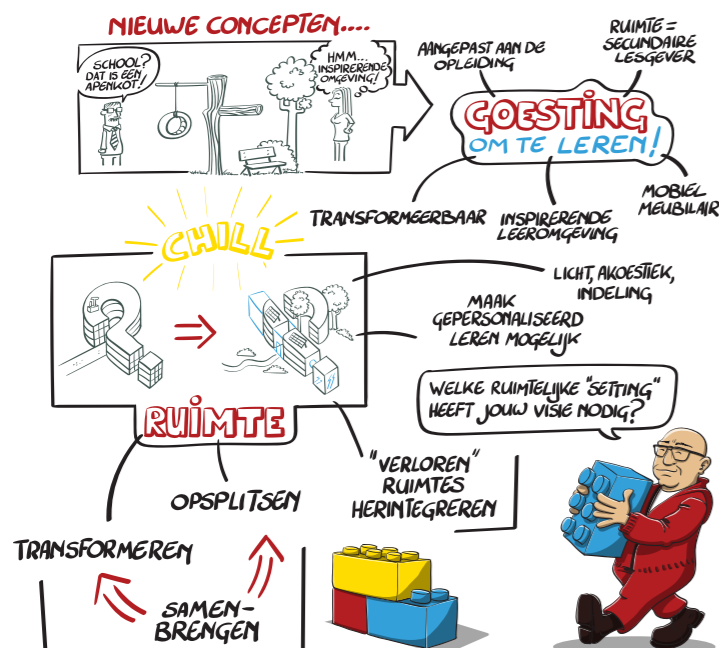 NIEUWE CONCEPTEN....
SCHOOL?
DAT IS EEN
APENKOT!
HMM...
INSPIRERENDE
OMGEVING!
AANGEPAST AAN DE
OPLEIDING
RUIMTE =
SECUNDAIRE
LESGEVER
GOESTING
OM TE LEREN!
TRANSFORMEERBAAR
INSPIRERENDE
LEEROMGEVING
MOBIEL
MEUBILAIR
CHILL
LICHT, AKOESTIEK,
INDELING
MAAK
GEPERSONALISEERD
LEREN MOGELIJK
RUIMTE
WELKE RUIMTELIJKE "SETTING"
HEEFT JOUW VISIE NODIG?
"VERLOREN"
RUIMTES
HERINTEGREREN
OPSPLITSEN
TRANSFORMEREN
SAMEN-
BRENGEN